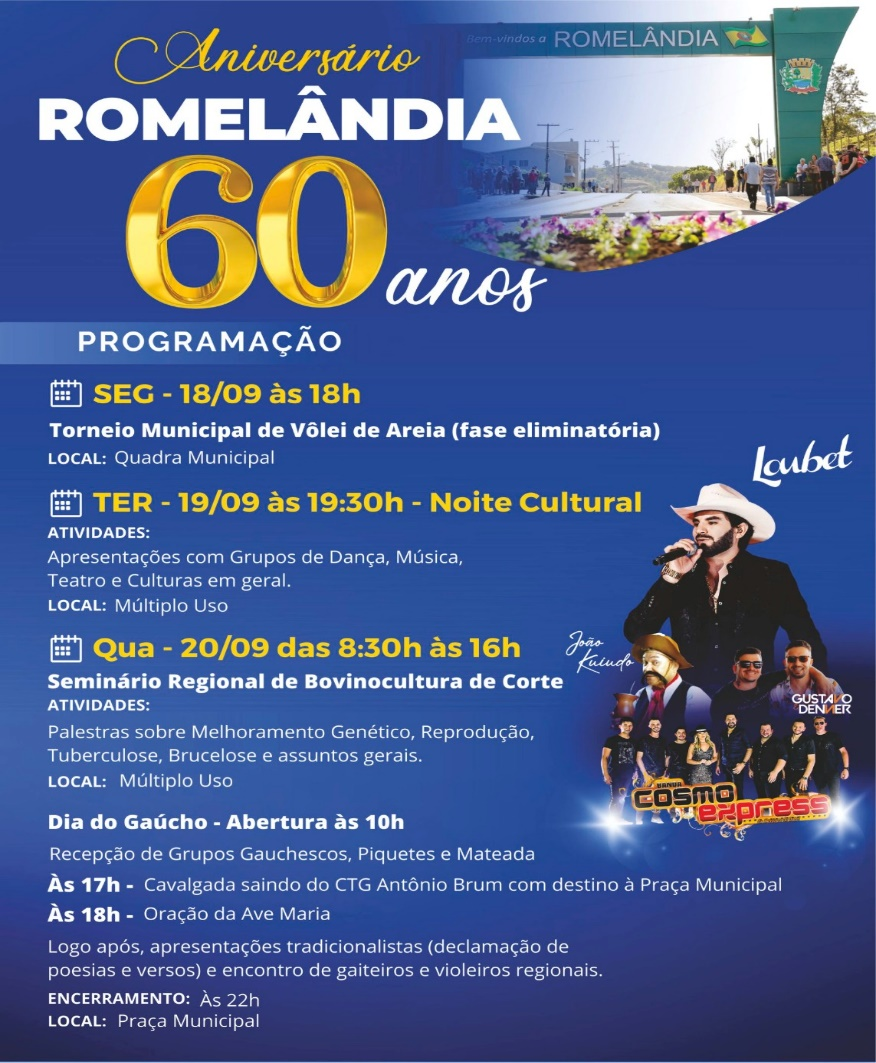 Aniversário
Bem-vindos a ROMELÂNDIA
ROMELÂNDIA
60 anos
PROGRAMAÇÃO
SEG - 18/09 às 18h
Torneio Municipal de Vôlei de Areia (fase eliminatória)
LOCAL: Quadra Municipal
Loubet
TER - 19/09 às 19:30h - Noite Cultural
ATIVIDADES:
Apresentações com Grupos de Dança, Música,
Teatro e Culturas em geral.
LOCAL: Múltiplo Uso
João
Kuiudo
Qua - 20/09 das 8:30h às 16h
Seminário Regional de Bovinocultura de Corte
ATIVIDADES:
GUSTAVO
DENNER
Palestras sobre Melhoramento Genético, Reprodução,
Tuberculose, Brucelose e assuntos gerais.
LOCAL: Múltiplo Uso
BANDA
COSMO
express
Dia do Gaúcho - Abertura às 10h
Recepção de Grupos Gauchescos, Piquetes e Mateada
Às 17h - Cavalgada saindo do CTG Antônio Brum com destino à Praça Municipal
Às 18h - Oração da Ave Maria
Logo após, apresentações tradicionalistas (declamação de
poesias e versos) e encontro de gaiteiros e violeiros regionais.
ENCERRAMENTO: Às 22h
LOCAL: Praça Municipal